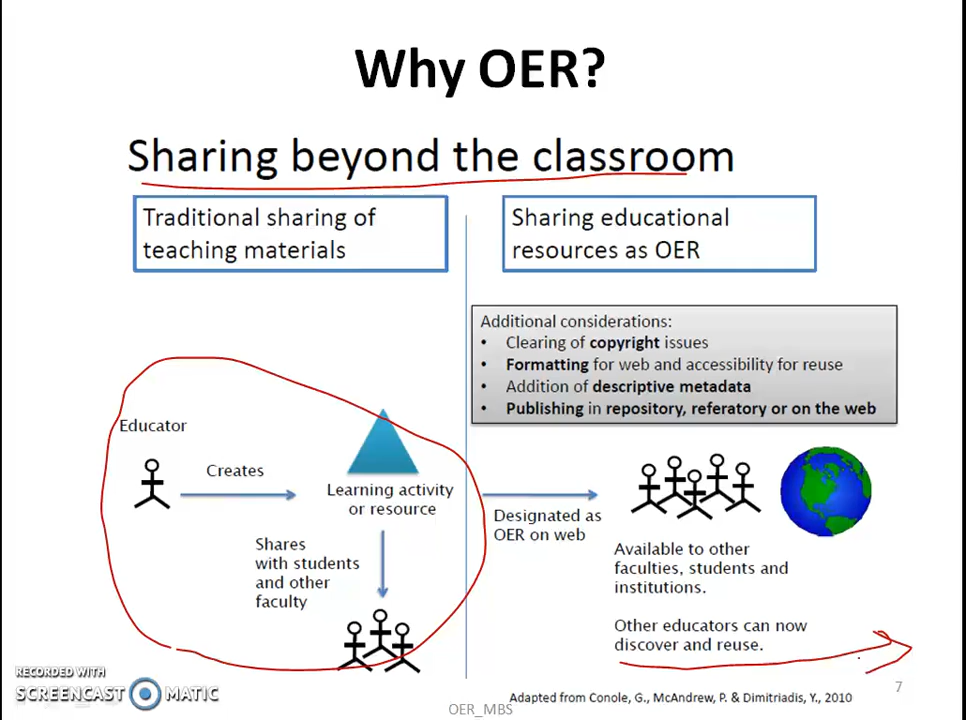 Why OER?
Sharing beyond the classroom
Traditional sharing of
teaching materials
Sharing educational
resources as OER
Additional considerations:
• Clearing of copyright issues
• Formatting for web and accessibility for reuse
• Addition of descriptive metadata
• Publishing in repository, referatory or on the web
Educator
Creates
Learning activity
or resource
Shares
with students
and other
faculty
Designated as
OER on web
Available to other
faculties, students and
institutions.
Other educators can now
discover and reuse.
RECORDED WITH
SCREENCAST MATIC
Adapted from Conole, G., McAndrew, P. & Dimitriadis, Y., 2010
7
OER_MBS